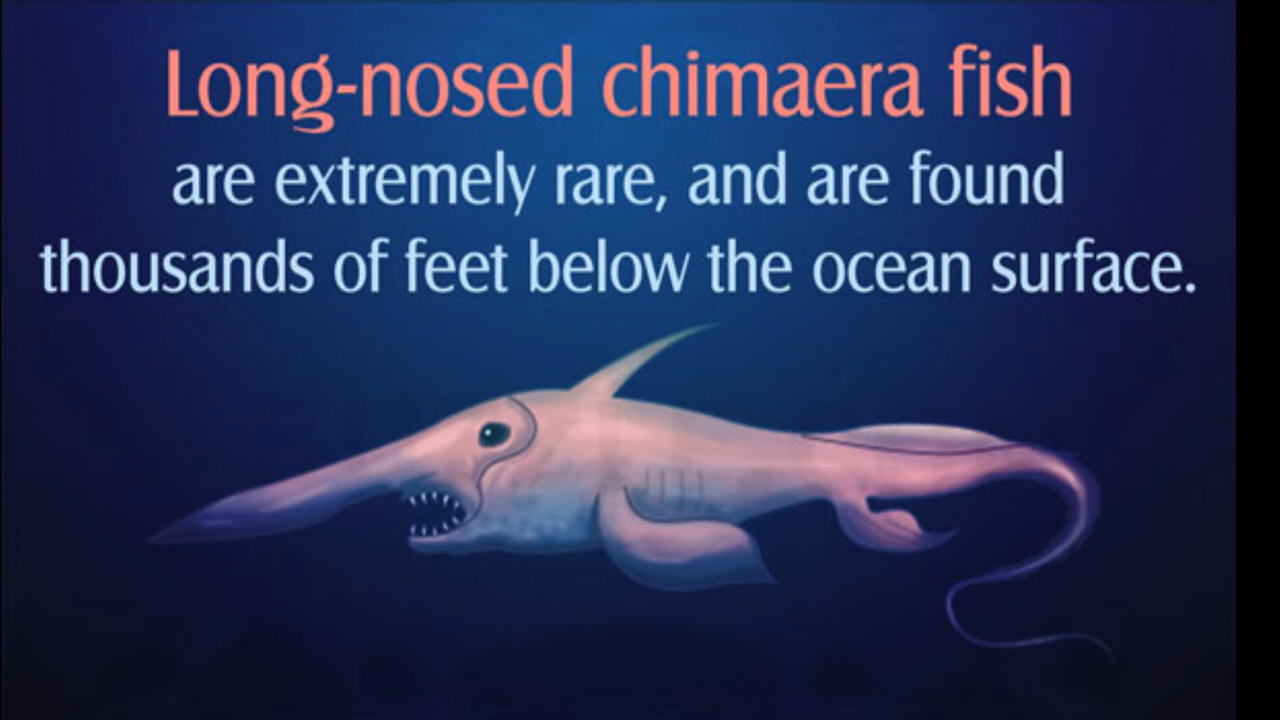 Long-nosed chimaera fish
are extremely rare, and are found
thousands of feet below the ocean surface.